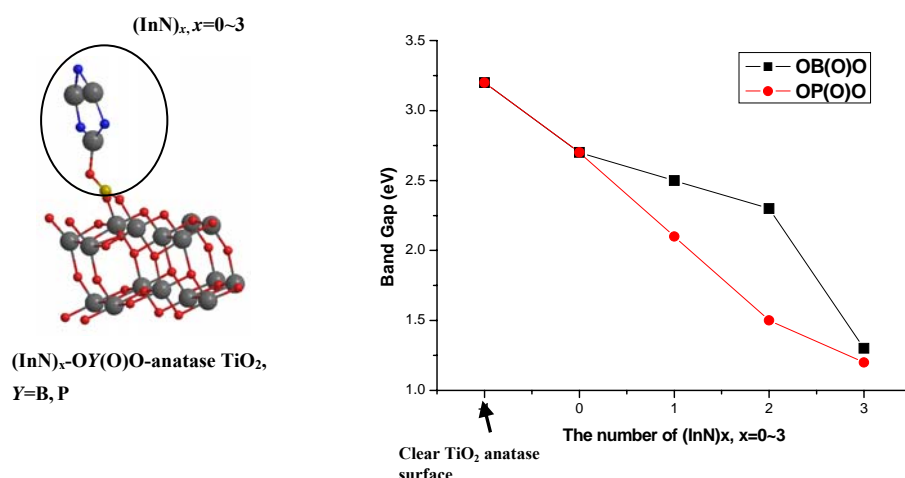 (InN)x, x=0~3
(InN)x-OY(O)O-anatase TiO2,
Y=B, P
3.5
3.0
2.5
2.0
1.5
1.0
Band Gap (eV)
OB(O)O
OP(O)O
-1
0
1
2
3
The number of (InN)x, x=0~3
Clear TiO2 anatase
surface